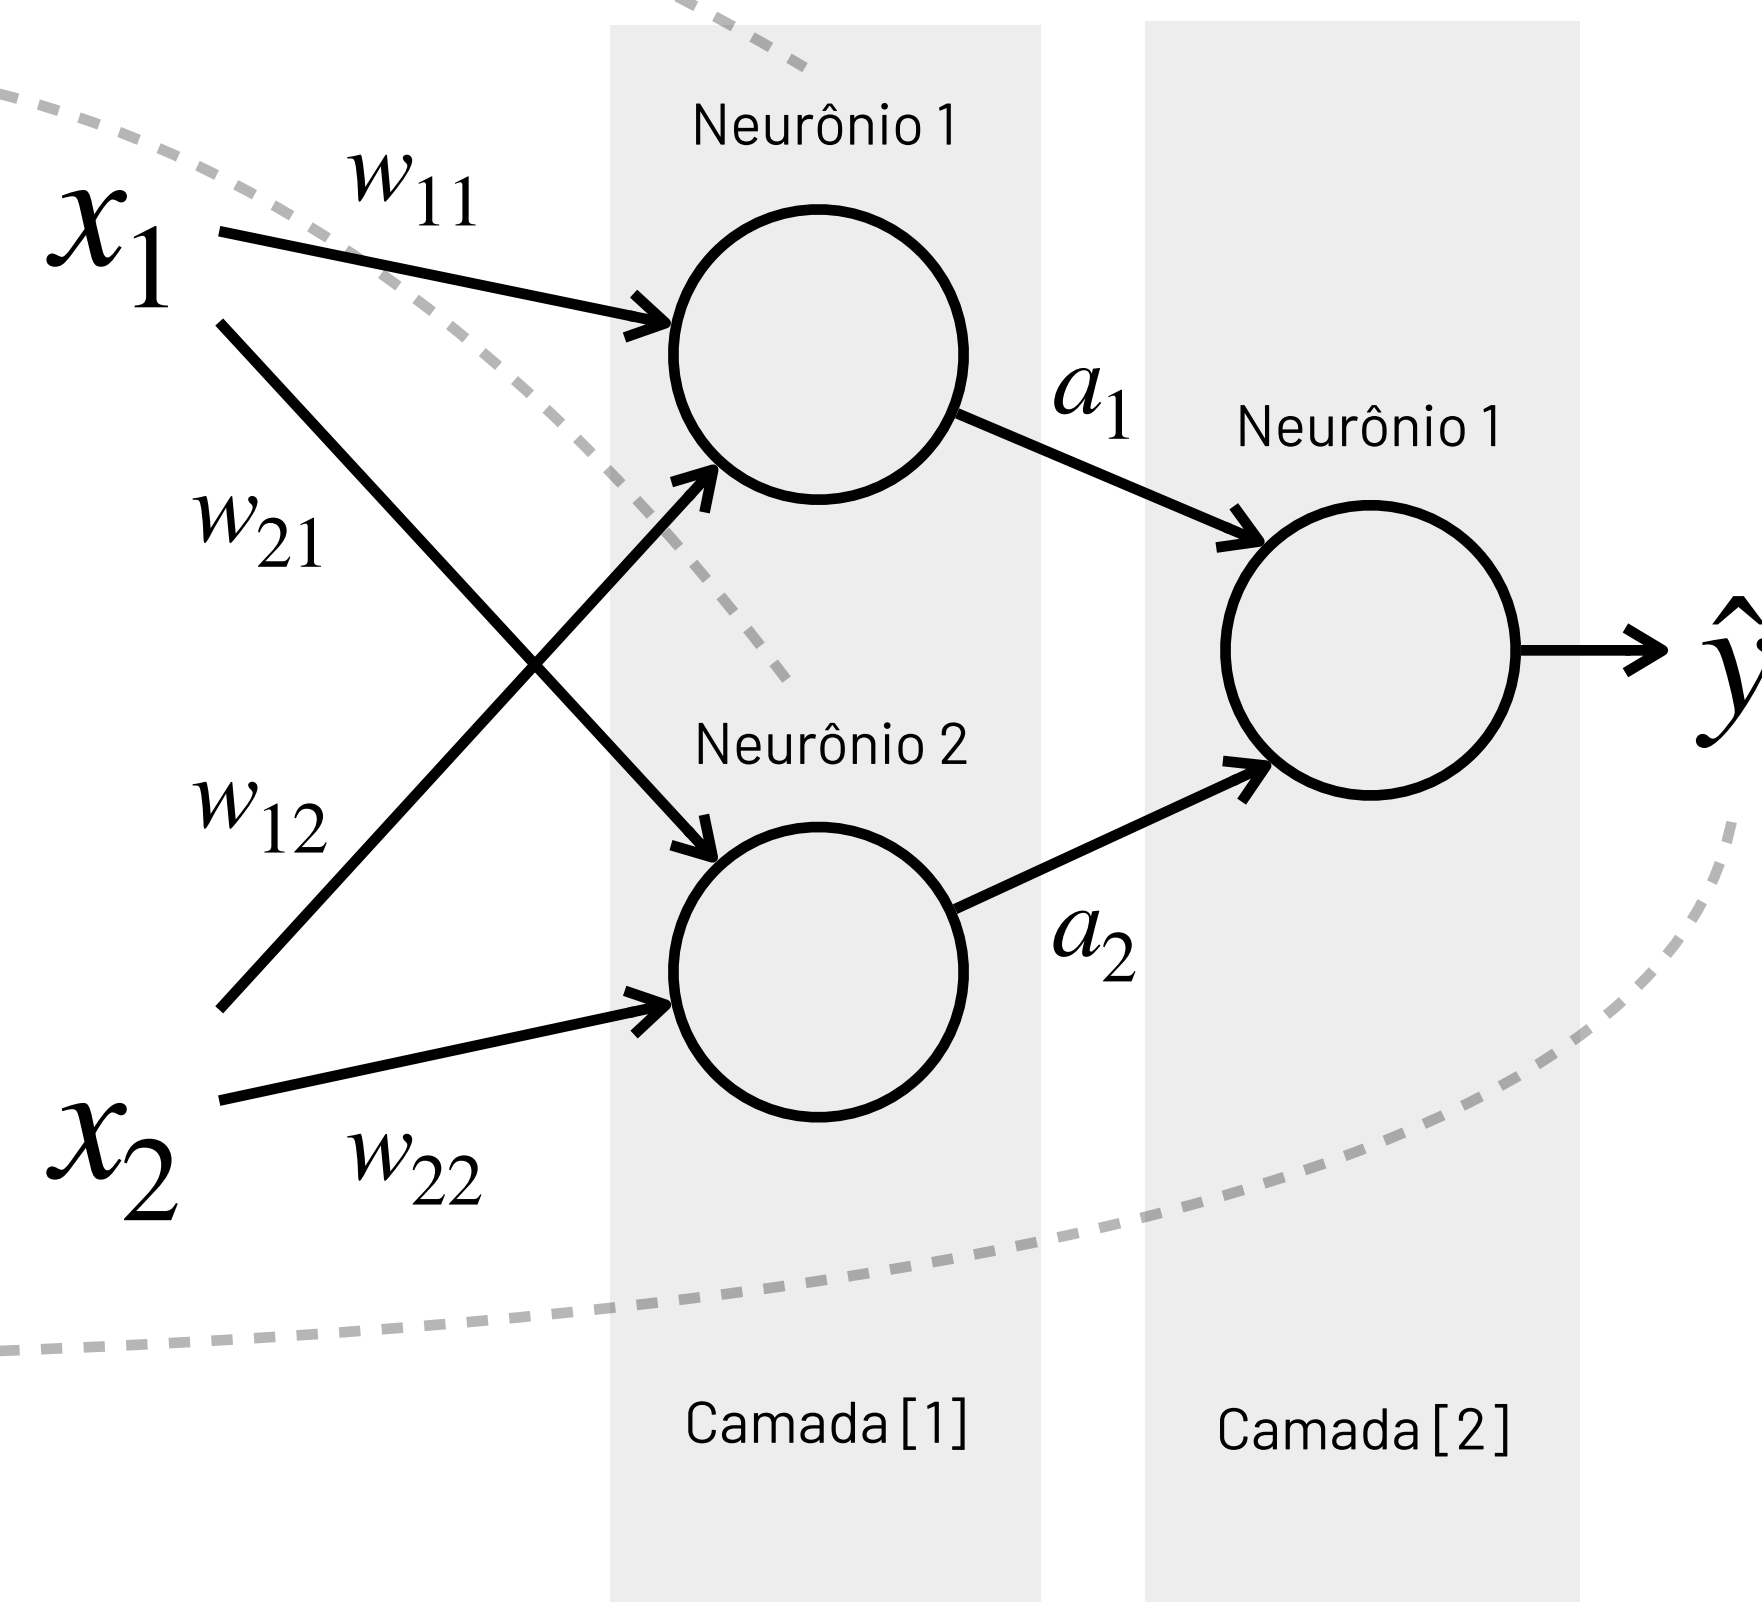 Neurônio 1
w11
x1
a1
Neurônio 1
w21
ŷ
Neurônio 2
w12
a2
x2
w22
Camada [1]
Camada [2]